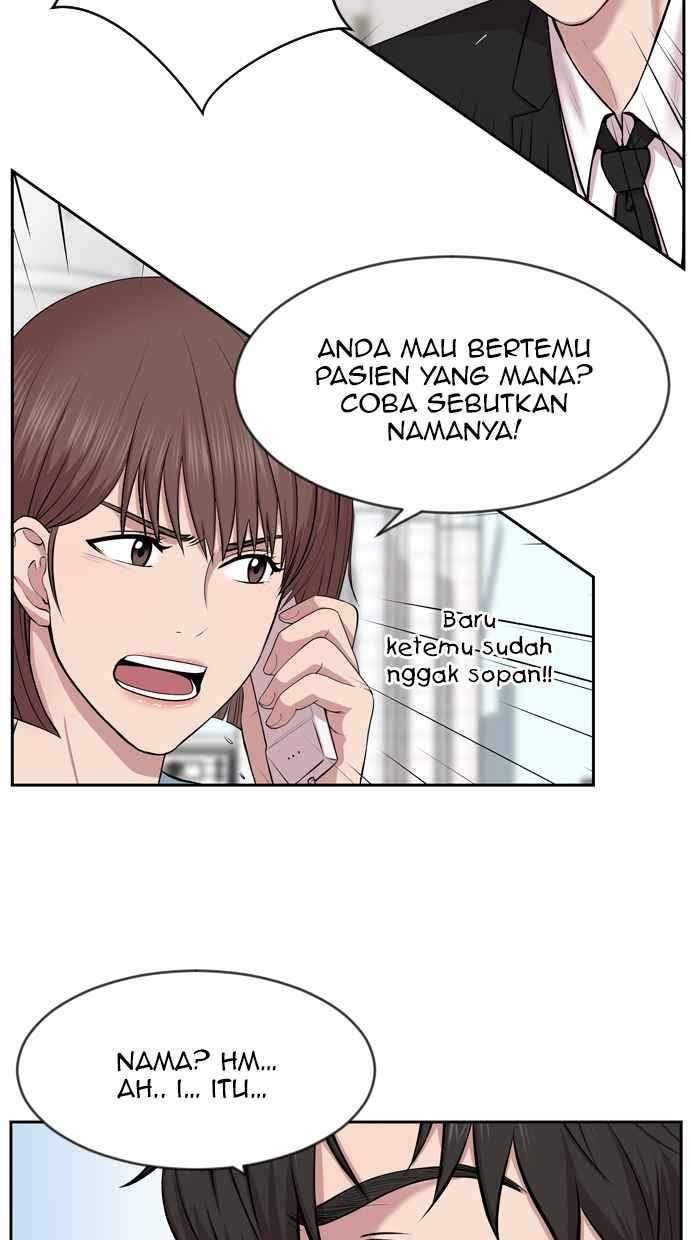 ANDA MAU BERTEMU
PASIEN YANG MANA?
COBA SEBUTKAN
NAMANYA!
Baru
ketemu sudah
nggak sopan!!
NAMA? HM...
AH.. I... ITU...